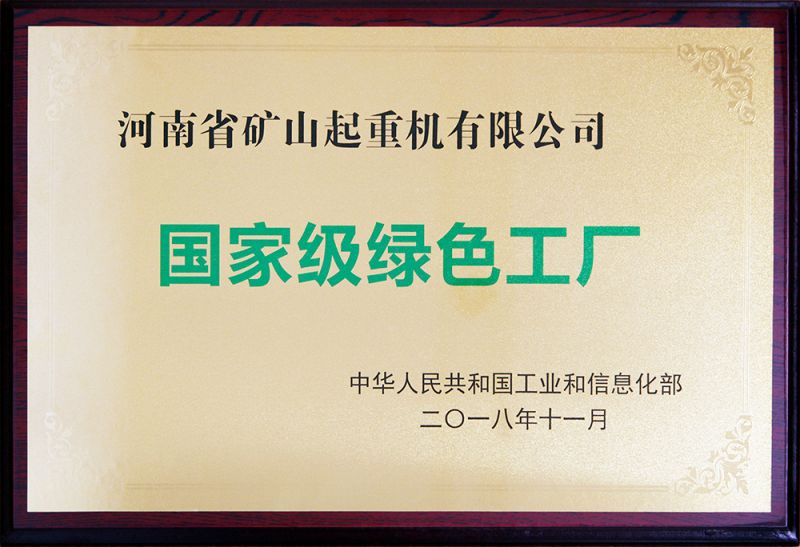 河南省矿山起重机有限公司
国家级绿色工厂
中华人民共和国工业和信息化部
二〇一八年十一月